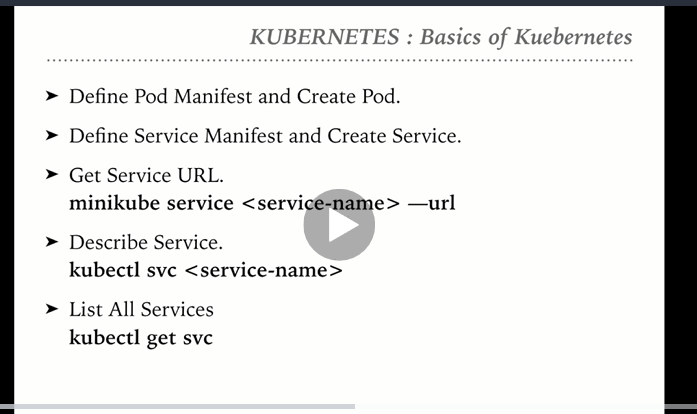 KUBERNETES : Basics of Kuebernetes
➤ Define Pod Manifest and Create Pod.
➤ Define Service Manifest and Create Service.
➤ Get Service URL.
minikube service <service-name> —url
➤ Describe Service.
kubectl svc <service-name>
➤ List All Services
kubectl get svc